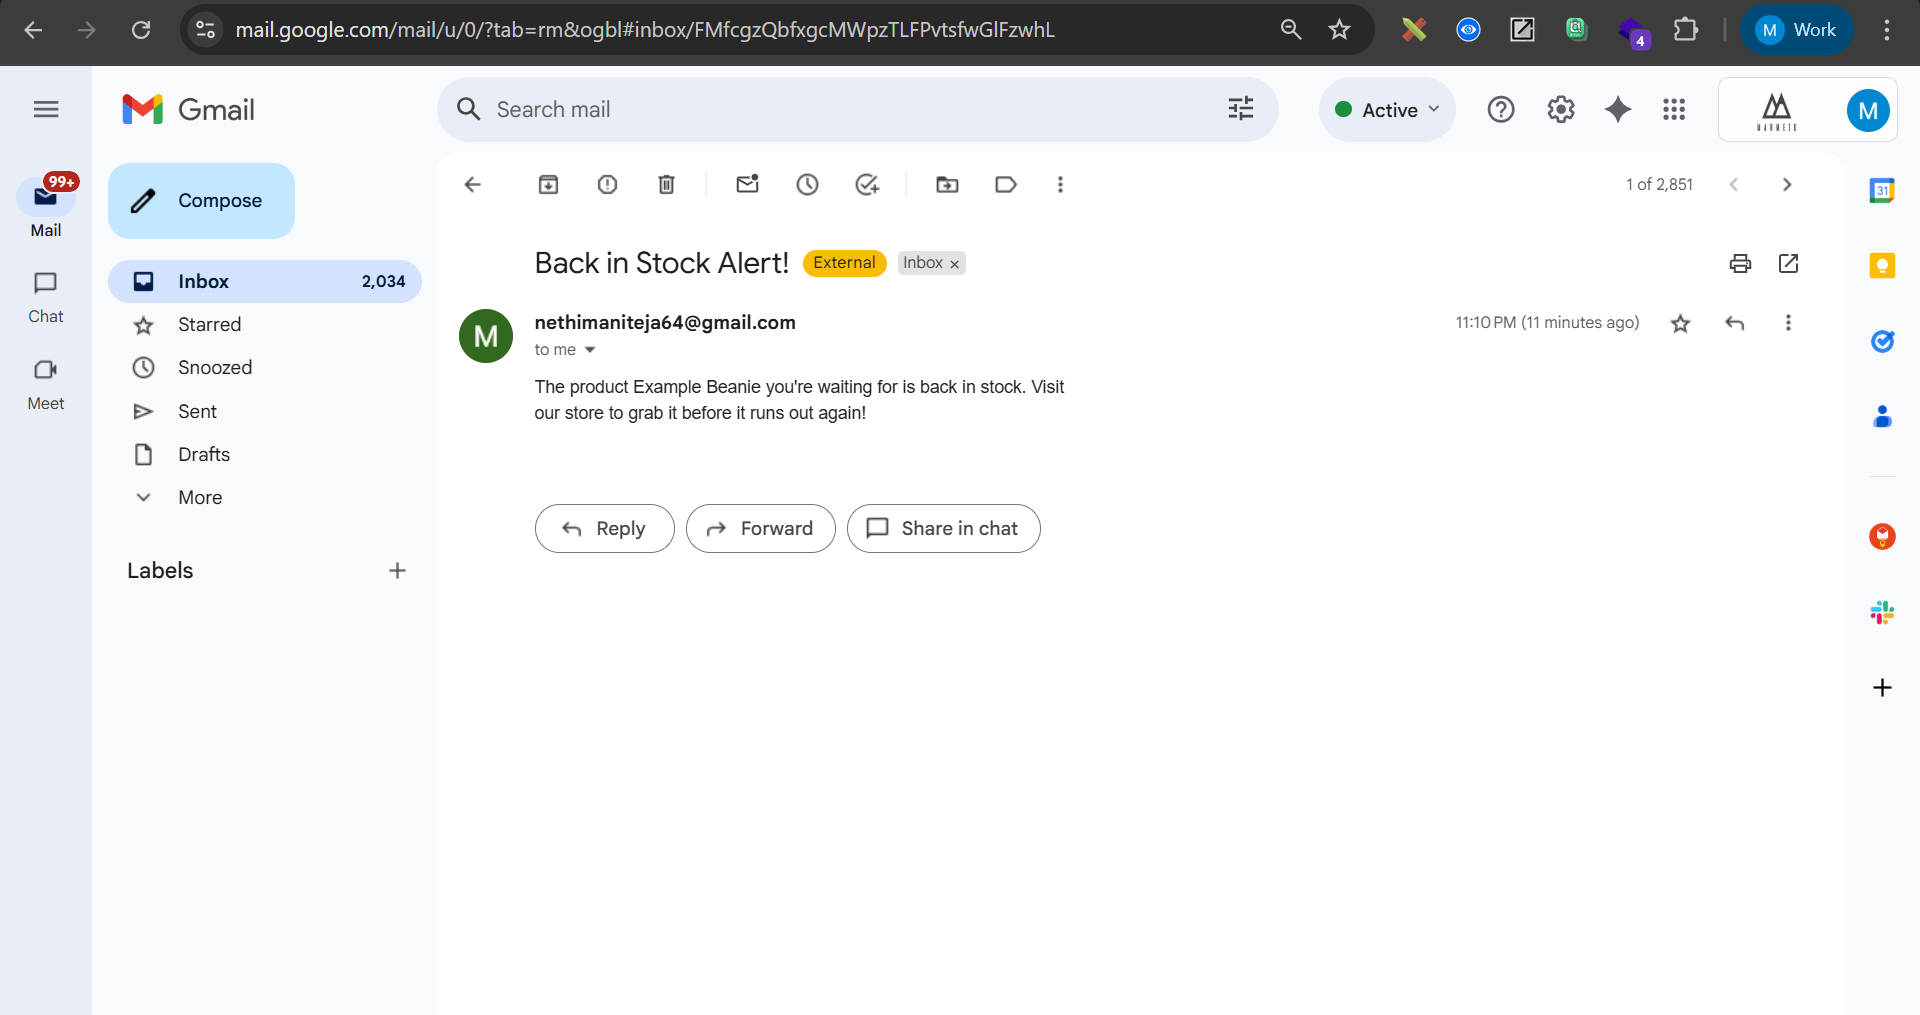 mail.google.com/mail/u/0/?tab=rm&ogbl#inbox/FMfcgzQbfxgcMWpzTLFPvtsfwGlFzwhL
4
M Work
Gmail
Search mail
Active
MARMETO
M
99+
Mail
Chat
Meet
Compose
Inbox 2,034
Starred
Snoozed
Sent
Drafts
More
Labels
1 of 2,851
31
Back in Stock Alert! External Inbox ×
M
nethimaniteja64@gmail.com
11:10 PM (11 minutes ago)
to me
The product Example Beanie you're waiting for is back in stock. Visit
our store to grab it before it runs out again!
Reply
Forward
Share in chat